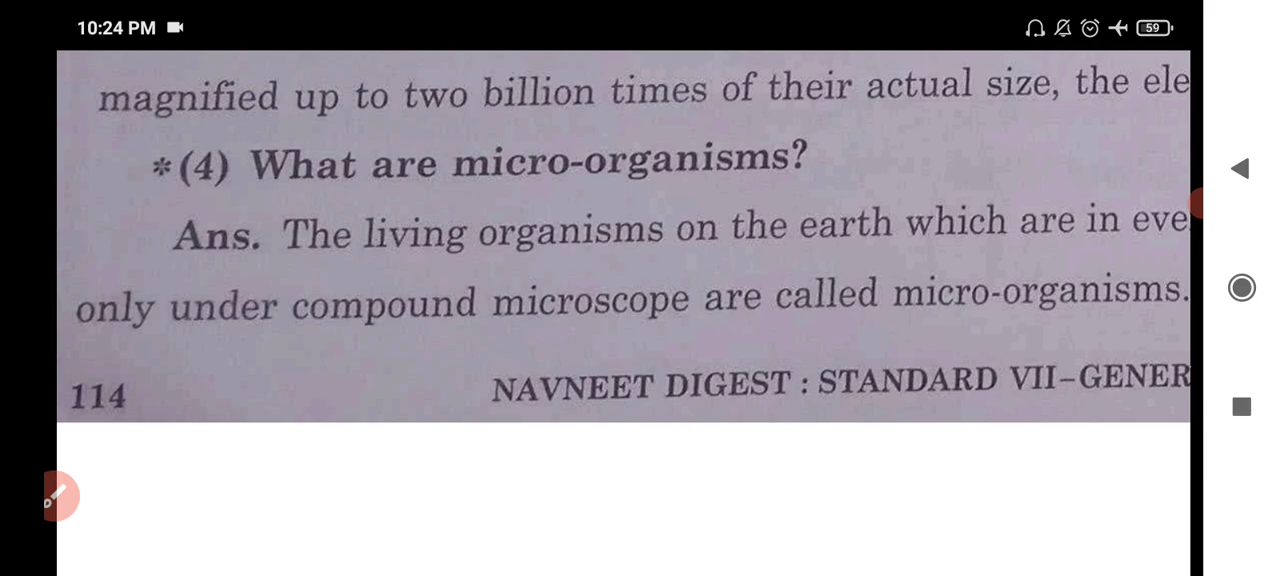 10:24 PM
59
magnified up to two billion times of their actual size, the ele
*(4) What are micro-organisms?
Ans. The living organisms on the earth which are in eve
only under compound microscope are called micro-organisms.
114
NAVNEET DIGEST : STANDARD VII–GENER